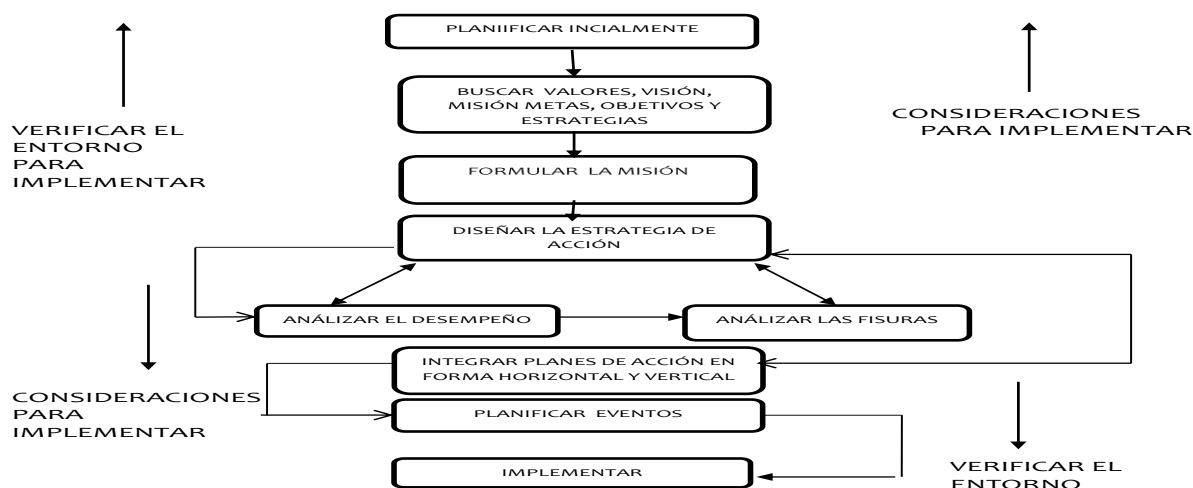 PLANIIFICAR INCIALMENTE
BUSCAR VALORES, VISIÓN,
MISIÓN METAS, OBJETIVOS Y
ESTRATEGIAS
VERIFICAR EL
ENTORNO
PARA
IMPLEMENTAR
CONSIDERACIONES
PARA IMPLEMENTAR
FORMULAR LA MISIÓN
DISEÑAR LA ESTRATEGIA DE
ACCIÓN
ANÁLIZAR EL DESEMPEÑO
ANÁLIZAR LAS FISURAS
INTEGRAR PLANES DE ACCIÓN EN
FORMA HORIZONTAL Y VERTICAL
CONSIDERACIONES
PARA
IMPLEMENTAR
PLANIFICAR EVENTOS
IMPLEMENTAR
VERIFICAR EL
ENTORNO